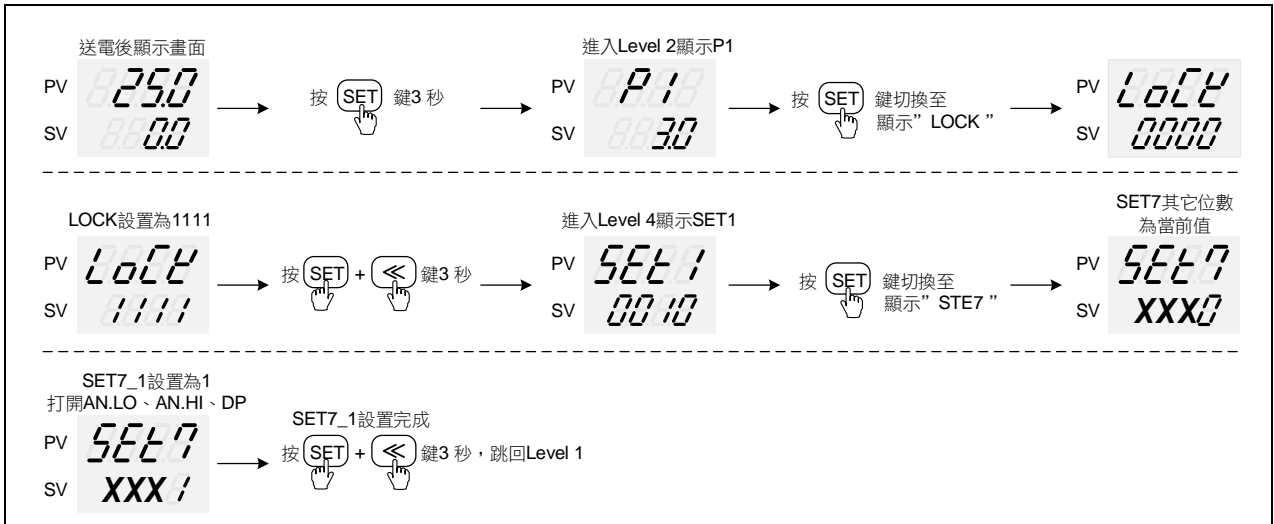 送電後顯示畫面
PV 25.0
SV 0.0
按 SET 鍵3 秒
進入Level 2顯示P1
PV P1
SV 3.0
按 SET 鍵切換至
顯示” LOCK ”
PV LoCK
SV 0000
LOCK設置為1111
PV LoCK
SV 1111
按 SET + ≪ 鍵3 秒
進入Level 4顯示SET1
PV SEt1
SV 0010
按 SET 鍵切換至
顯示” STE7 ”
SET7其它位數
為當前值
PV SEt7
SV XXX0
SET7_1設置為1
打開AN.LO、AN.HI、DP
PV SEt7
SV XXX1
SET7_1設置完成
按 SET + ≪ 鍵3 秒，跳回Level 1